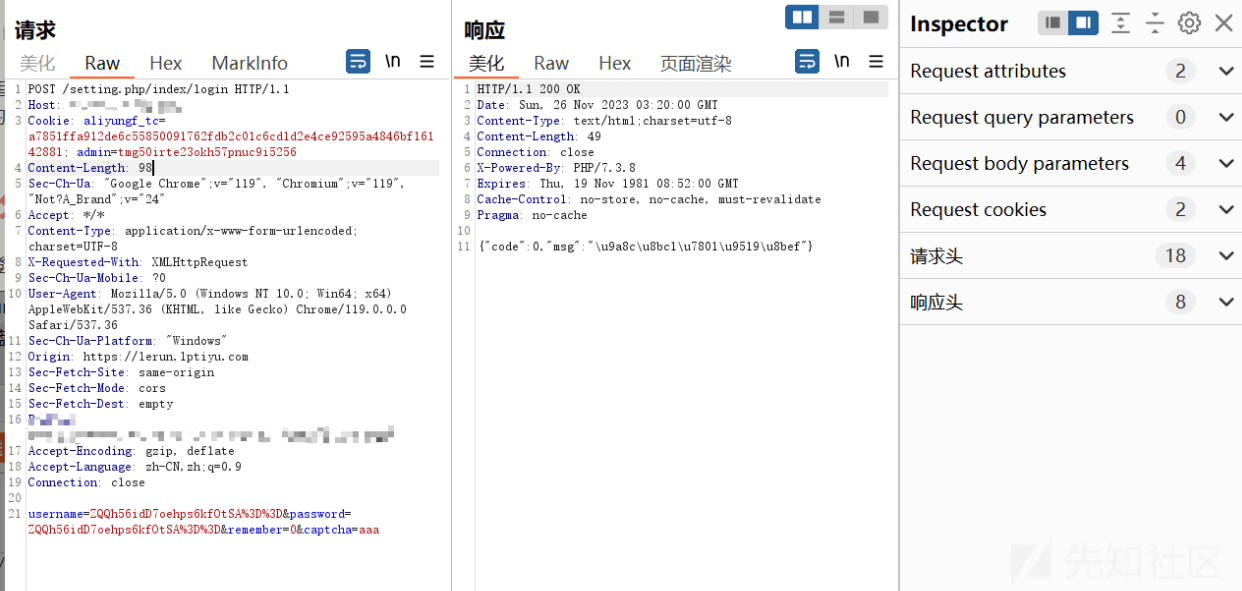 请求
美化 Raw Hex MarkInfo \n
1 POST /setting.php/index/login HTTP/1.1
2 Host:
3 Cookie: aliyungf_tc=
a7851ffa912de6c55850091762fdb2c01c6cd1d2e4ce92595a4846bf161
42881; admin=tmg50irte23okh57pnuc9i5256
4 Content-Length: 98
5 Sec-Ch-Ua: "Google Chrome";v="119", "Chromium";v="119",
"Not?A_Brand";v="24"
6 Accept: */*
7 Content-Type: application/x-www-form-urlencoded;
charset=UTF-8
8 X-Requested-With: XMLHttpRequest
9 Sec-Ch-Ua-Mobile: ?0
10 User-Agent: Mozilla/5.0 (Windows NT 10.0; Win64; x64)
AppleWebKit/537.36 (KHTML, like Gecko) Chrome/119.0.0.0
Safari/537.36
11 Sec-Ch-Ua-Platform: "Windows"
12 Origin: https://lerun.lptiyu.com
13 Sec-Fetch-Site: same-origin
14 Sec-Fetch-Mode: cors
15 Sec-Fetch-Dest: empty
16
17 Accept-Encoding: gzip, deflate
18 Accept-Language: zh-CN,zh;q=0.9
19 Connection: close
20
21 username=ZQQh56idD7oehps6kfOtSA%3D%3D&password=
ZQQh56idD7oehps6kfOtSA%3D%3D&remember=0&captcha=aaa
响应
美化 Raw Hex 页面渲染 \n
1 HTTP/1.1 200 OK
2 Date: Sun, 26 Nov 2023 03:20:00 GMT
3 Content-Type: text/html;charset=utf-8
4 Content-Length: 49
5 Connection: close
6 X-Powered-By: PHP/7.3.8
7 Expires: Thu, 19 Nov 1981 08:52:00 GMT
8 Cache-Control: no-store, no-cache, must-revalidate
9 Pragma: no-cache
10
11 {"code":0,"msg":"\u9a8c\u8bc1\u7801\u9519\u8bef"}
Inspector
Request attributes 2
Request query parameters 0
Request body parameters 4
Request cookies 2
请求头 18
响应头 8
先知社区